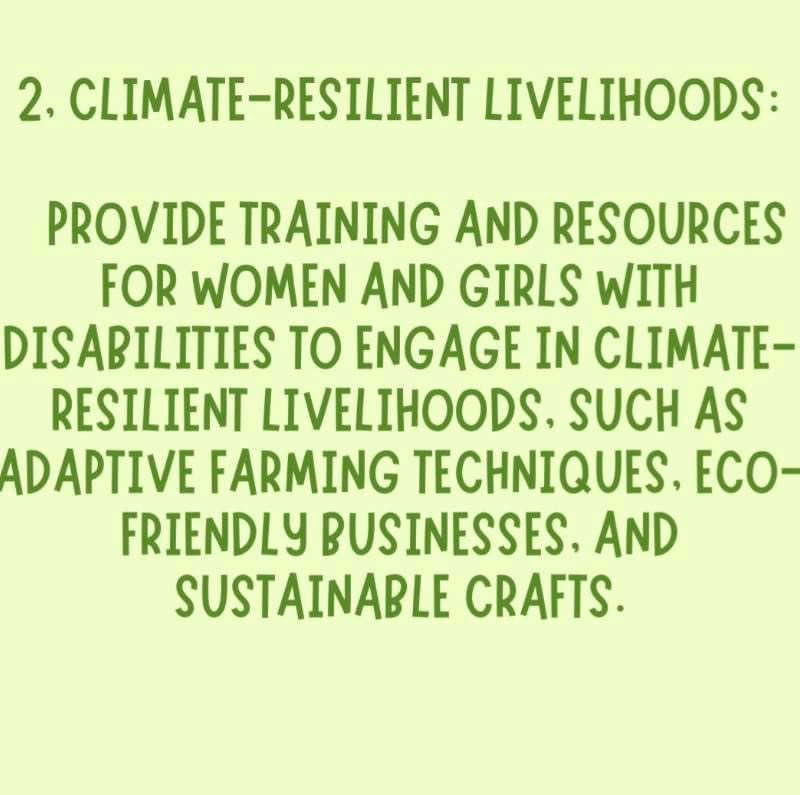 2, CLIMATE-RESILIENT LIVELIHOODS:
PROVIDE TRAINING AND RESOURCES
FOR WOMEN AND GIRLS WITH
DISABILITIES TO ENGAGE IN CLIMATE-
RESILIENT LIVELIHOODS, SUCH AS
ADAPTIVE FARMING TECHNIQUES, ECO-
FRIENDLY BUSINESSES, AND
SUSTAINABLE CRAFTS.